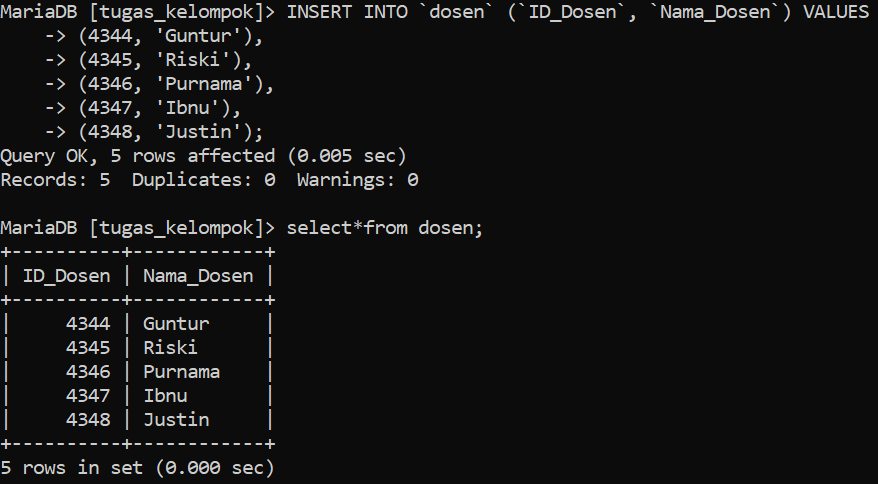 MariaDB [tugas_kelompok]> INSERT INTO `dosen` (`ID_Dosen`, `Nama_Dosen`) VALUES
    -> (4344, 'Guntur'),
    -> (4345, 'Riski'),
    -> (4346, 'Purnama'),
    -> (4347, 'Ibnu'),
    -> (4348, 'Justin');
Query OK, 5 rows affected (0.005 sec)
Records: 5  Duplicates: 0  Warnings: 0

MariaDB [tugas_kelompok]> select*from dosen;
+----------+------------+
| ID_Dosen | Nama_Dosen |
+----------+------------+
|     4344 | Guntur     |
|     4345 | Riski      |
|     4346 | Purnama    |
|     4347 | Ibnu       |
|     4348 | Justin     |
+----------+------------+
5 rows in set (0.000 sec)